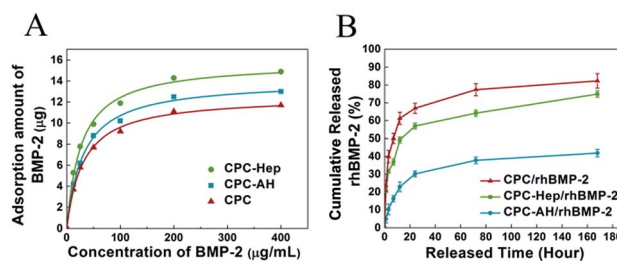 A
Adsorption amount of
BMP-2 (μg)
16
14
12
10
8
6
4
2
0
0
100
200
300
400
CPC-Hep
CPC-AH
CPC
Concentration of BMP-2 (μg/mL)
B
Cumulative Released
rhBMP-2 (%)
100
90
80
70
60
50
40
30
20
10
0
0
20
40
60
80
100
120
140
160
180
CPC/rhBMP-2
CPC-Hep/rhBMP-2
CPC-AH/rhBMP-2
Released Time (Hour)